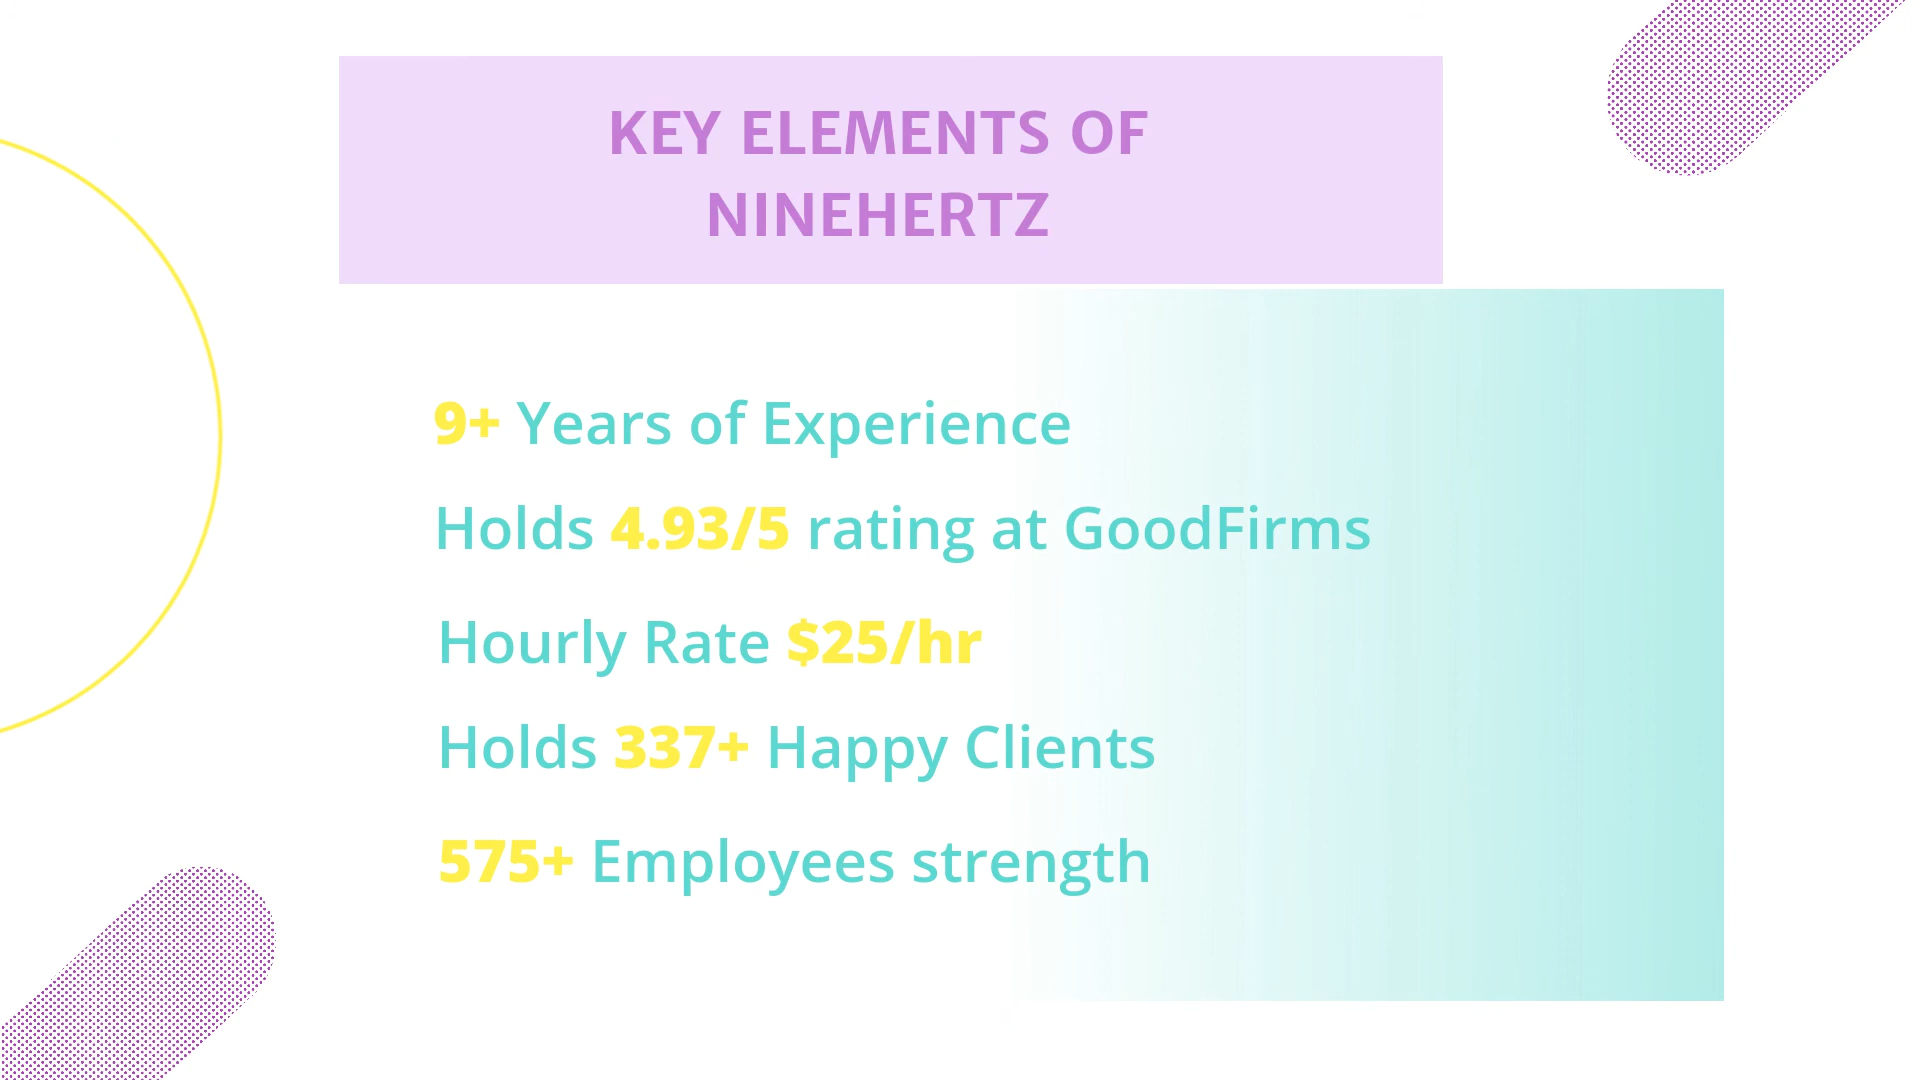 KEY ELEMENTS OF
NINEHERTZ
9+ Years of Experience
Holds 4.93/5 rating at GoodFirms
Hourly Rate $25/hr
Holds 337+ Happy Clients
575+ Employees strength